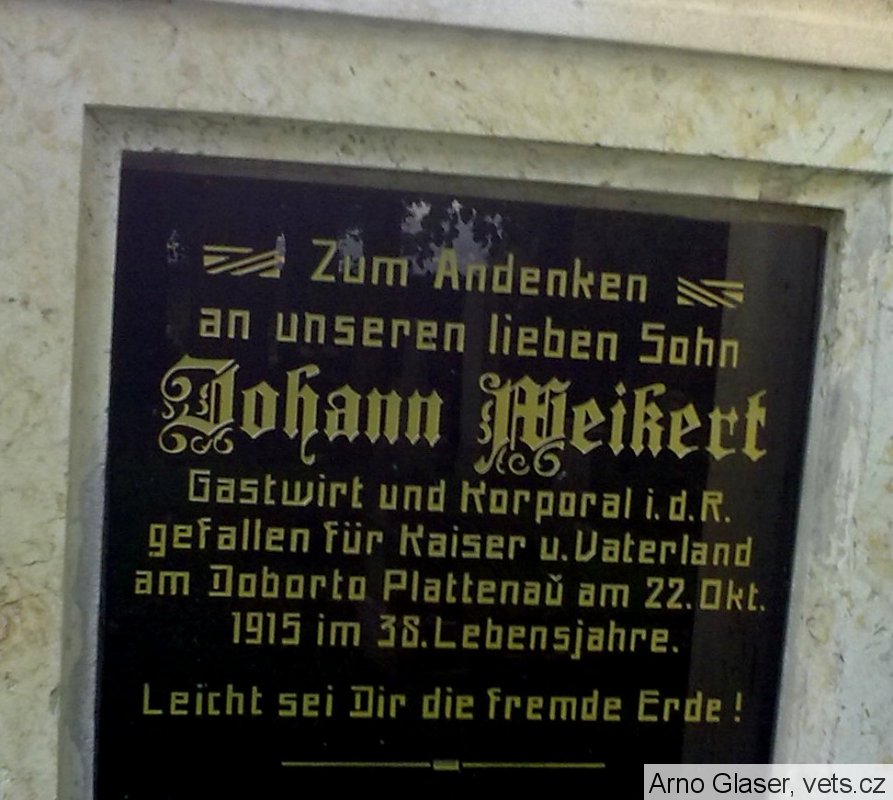 Zum Andenken
an unseren lieben Sohn
Johann Weikert
Gastwirt und Korporal i.d.R.
gefallen für Kaiser u. Vaterland
am Doborto Plattenaŭ am 22. Okt.
1915 im 38. Lebensjahre.
Leicht sei Dir die fremde Erde!
Arno Glaser, vets.cz